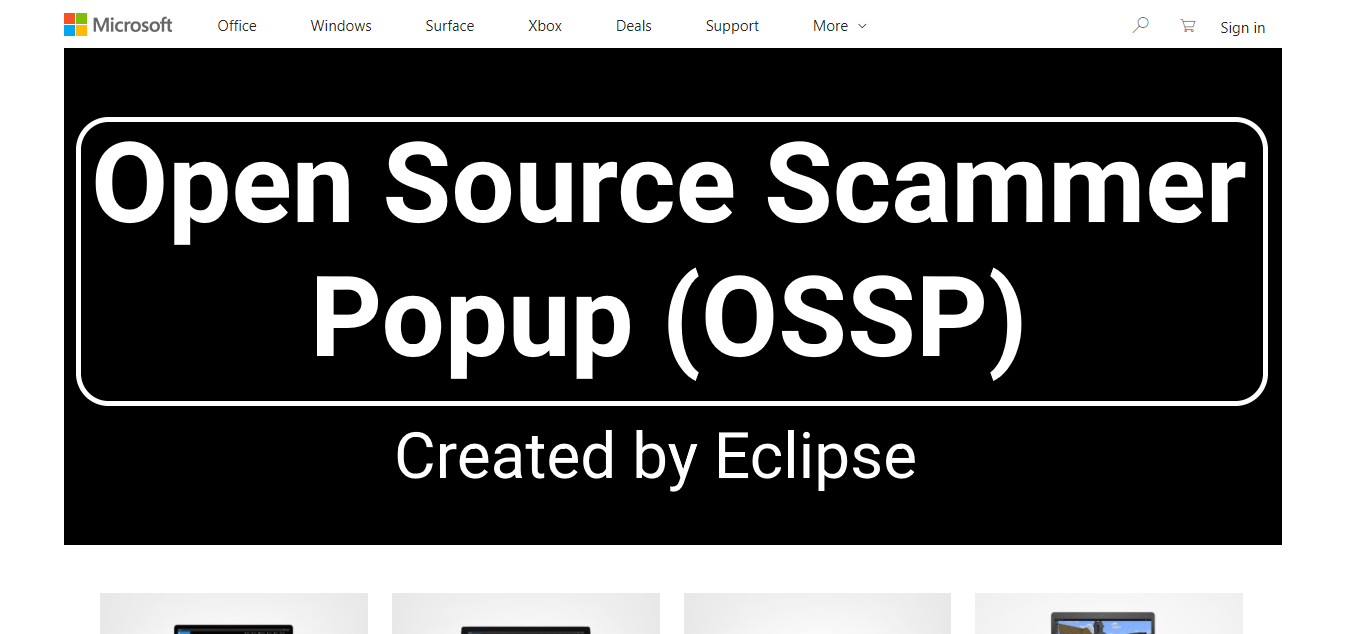 Microsoft Office Windows Surface Xbox Deals Support More Sign in
Open Source Scammer
Popup (OSSP)
Created by Eclipse